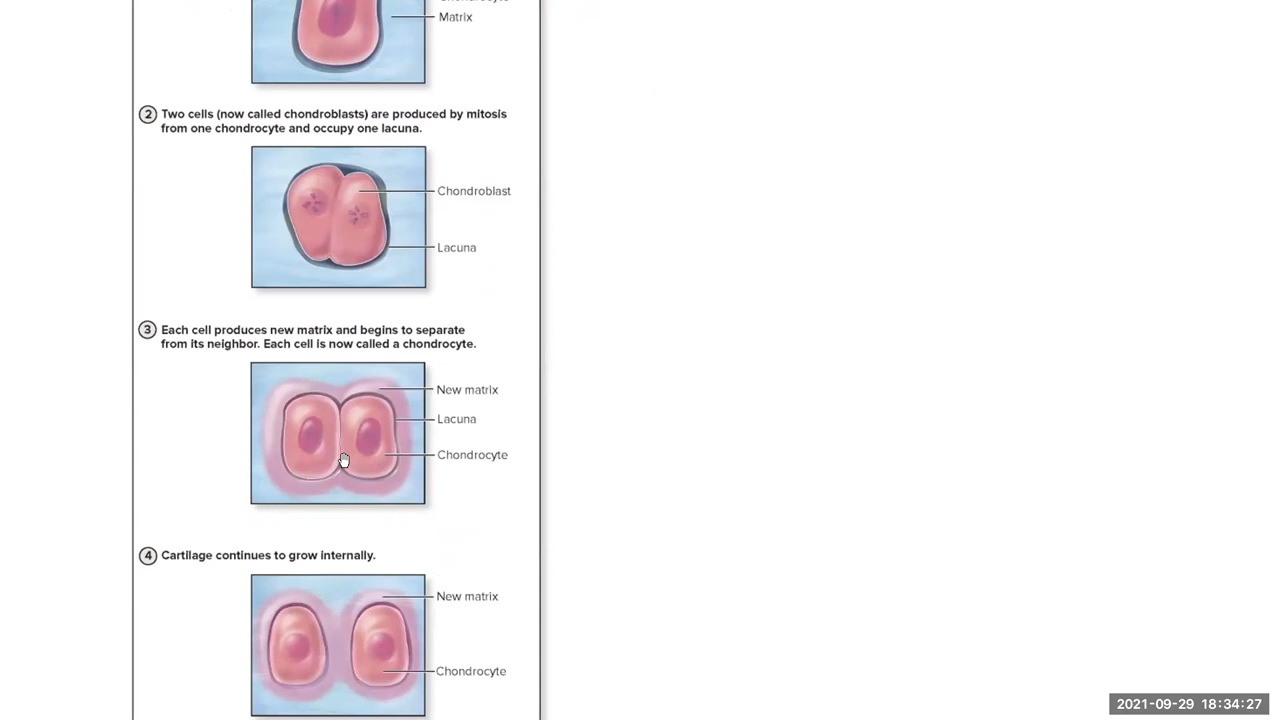 Matrix
2 Two cells (now called chondroblasts) are produced by mitosis
from one chondrocyte and occupy one lacuna.
Chondroblast
Lacuna
3 Each cell produces new matrix and begins to separate
from its neighbor. Each cell is now called a chondrocyte.
New matrix
Lacuna
Chondrocyte
4 Cartilage continues to grow internally.
New matrix
Chondrocyte
2021-09-29 18:34:27